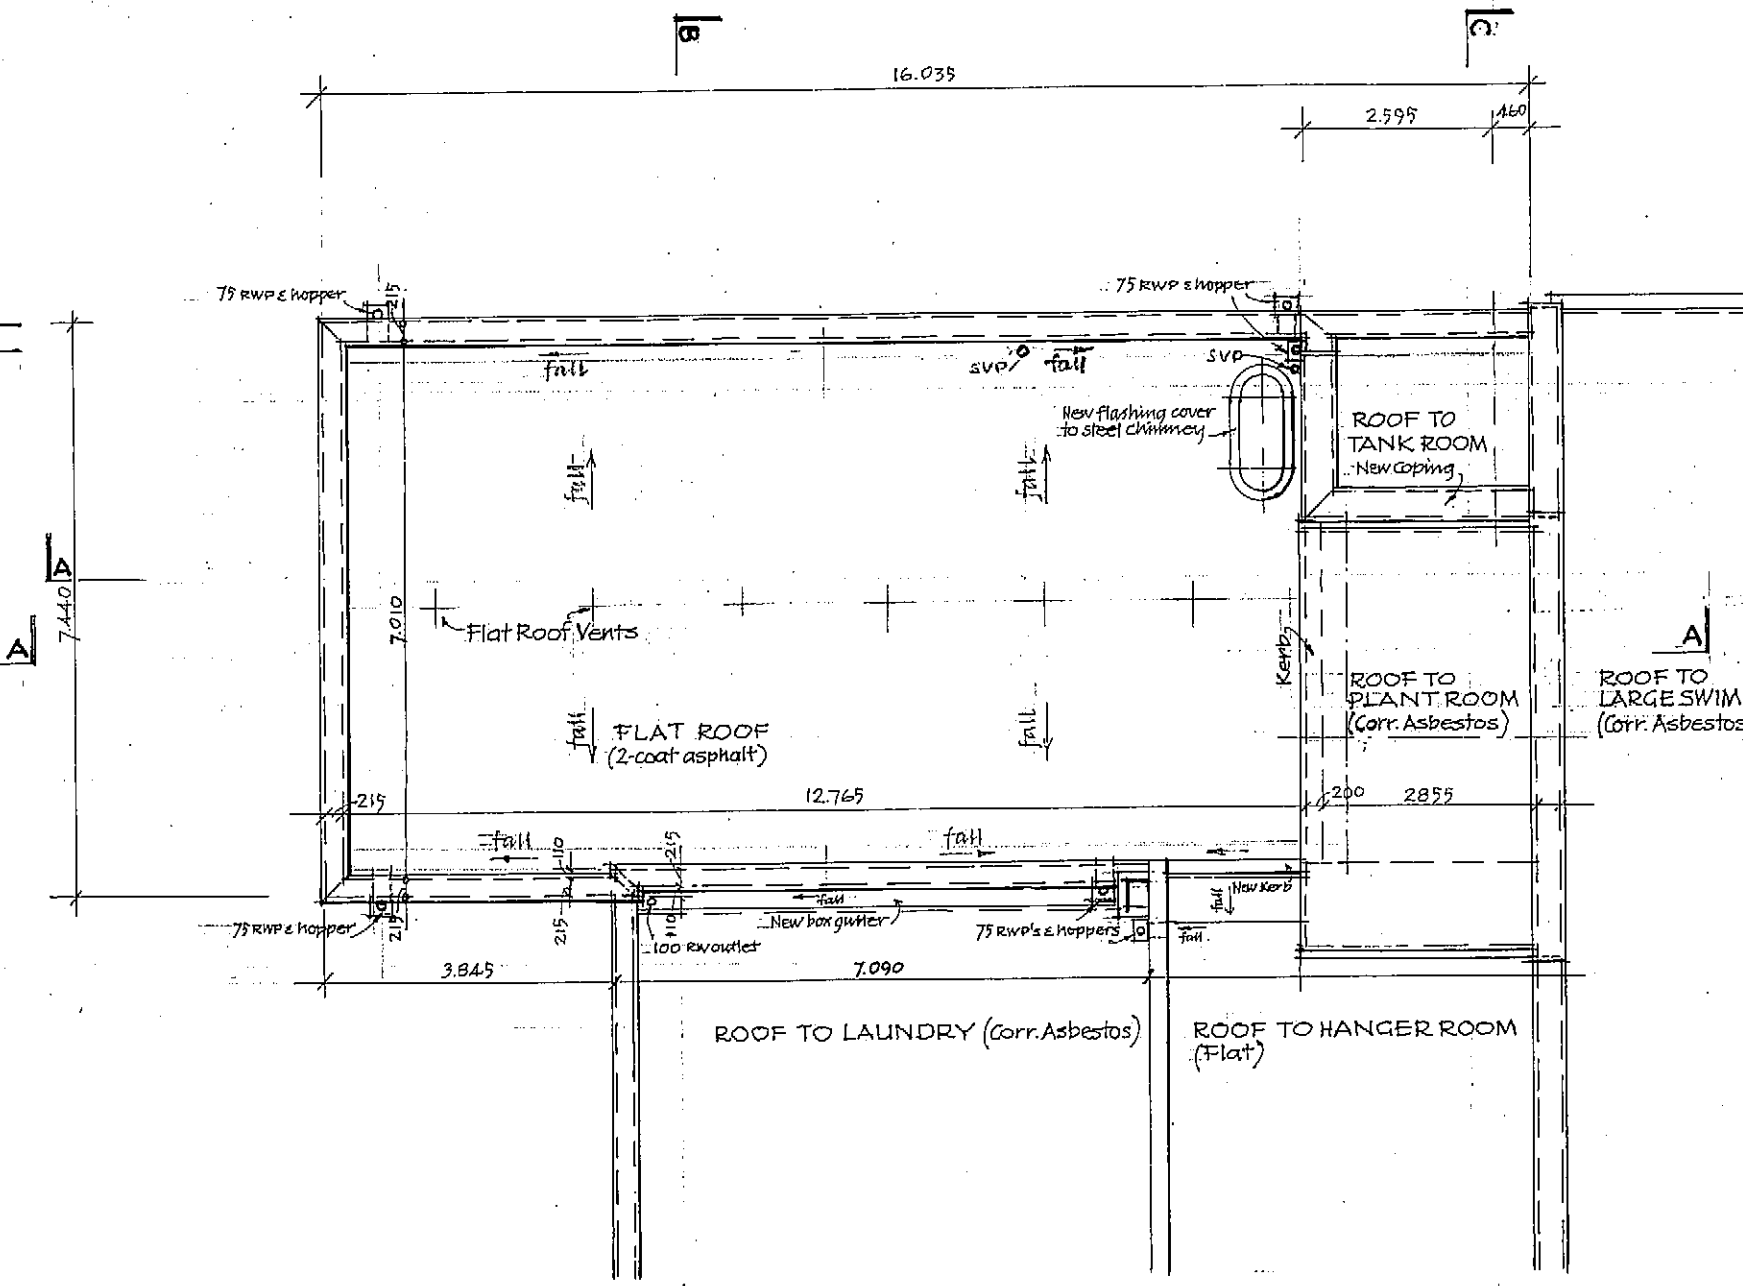 B
C
16.035
2.595
460
75 RWP & hopper
215
75 RWP & hopper
fall
SVP
fall
SVP
New flashing cover
to steel chimney
ROOF TO
TANK ROOM
New Coping
fall
fall
A
7.440
A
7.010
Flat Roof Vents
Kerb
A
ROOF TO
PLANT ROOM
(Corr. Asbestos)
ROOF TO
LARGE SWIM
(Corr. Asbestos
fall
FLAT ROOF
(2-coat asphalt)
fall
215
12.765
200
2855
fall
110
215
fall
fall
New box gutter
fall
New Kerb
75 RWP & hopper
215
215
110
100 RW outlet
75 RWP's & hoppers
fall
3.845
7.090
ROOF TO LAUNDRY (Corr. Asbestos)
ROOF TO HANGER ROOM
(Flat)